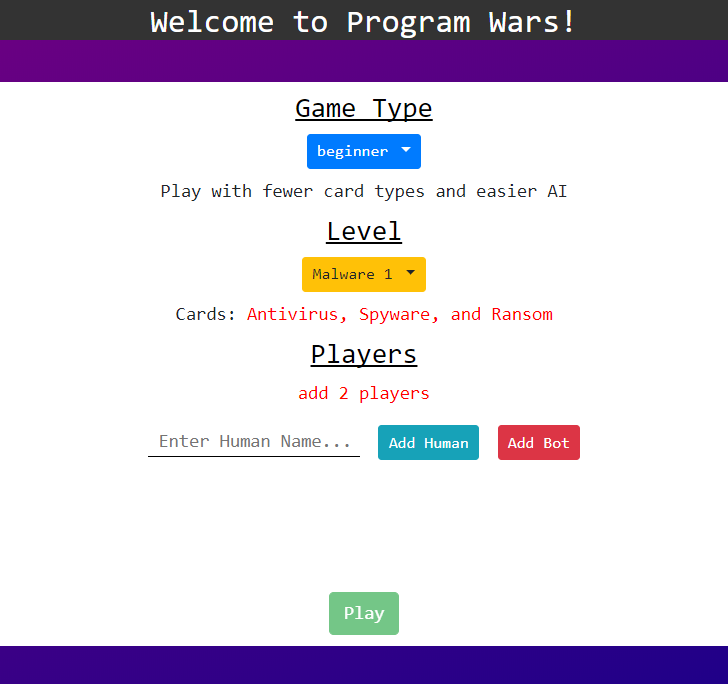 Welcome to Program Wars!
Game Type
beginner
Play with fewer card types and easier AI
Level
Malware 1
Cards: Antivirus, Spyware, and Ransom
Players
add 2 players
Enter Human Name... Add Human Add Bot
Play